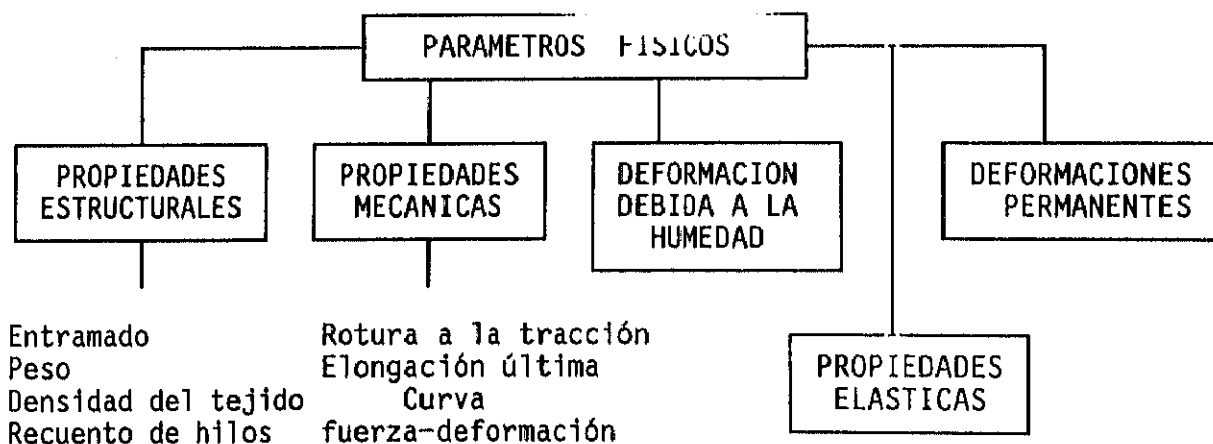 PARAMETROS FISICOS
PROPIEDADES
ESTRUCTURALES
PROPIEDADES
MECANICAS
DEFORMACION
DEBIDA A LA
HUMEDAD
DEFORMACIONES
PERMANENTES
Entramado
Peso
Densidad del tejido
Recuento de hilos
Rotura a la tracción
Elongación última
Curva
fuerza-deformación
PROPIEDADES
ELASTICAS